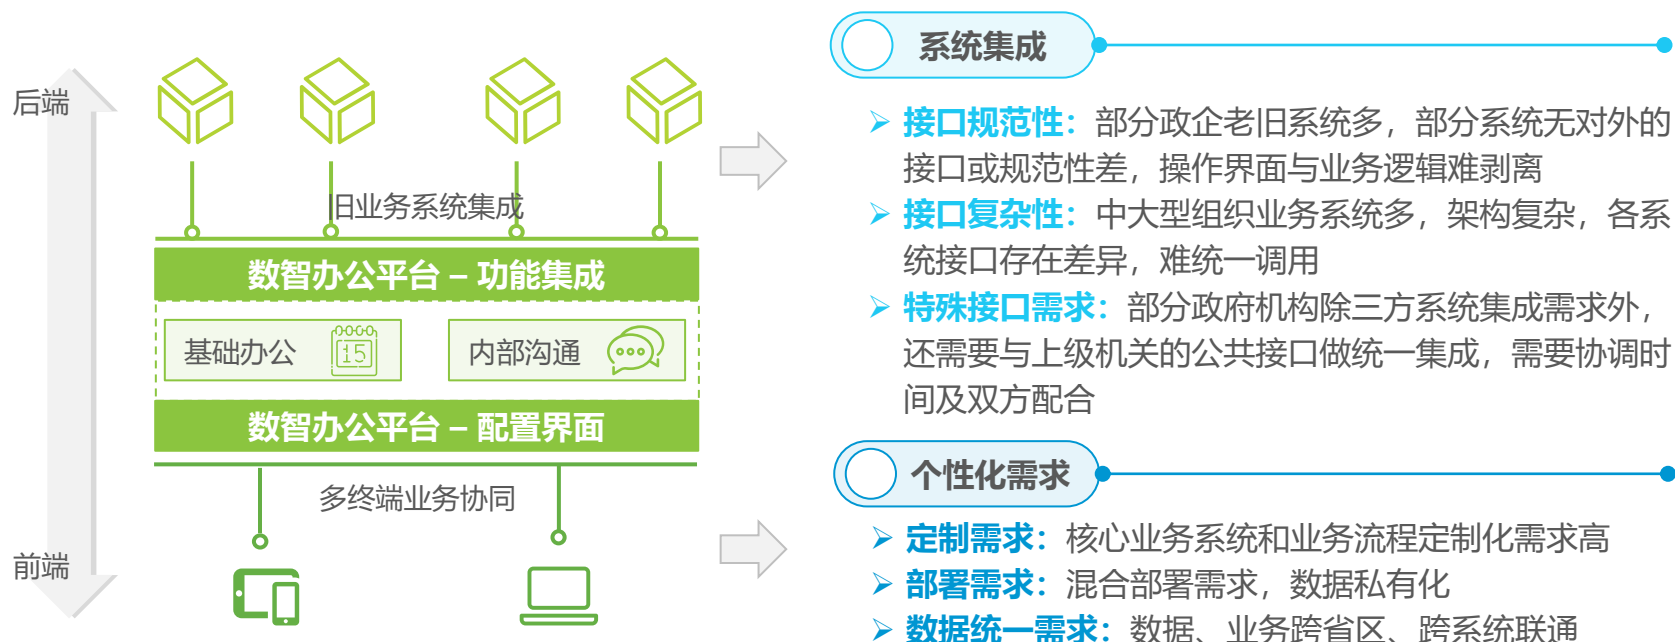 后端
旧业务系统集成
数智办公平台 – 功能集成
基础办公
15
内部沟通
数智办公平台 – 配置界面
多终端业务协同
前端
系统集成
接口规范性：部分政企老旧系统多，部分系统无对外的
接口或规范性差，操作界面与业务逻辑难剥离
接口复杂性：中大型组织业务系统多，架构复杂，各系
统接口存在差异，难统一调用
特殊接口需求：部分政府机构除三方系统集成需求外，
还需要与上级机关的公共接口做统一集成，需要协调时
间及双方配合
个性化需求
定制需求：核心业务系统和业务流程定制化需求高
部署需求：混合部署需求，数据私有化
数据统一需求：数据、业务跨省区、跨系统联通